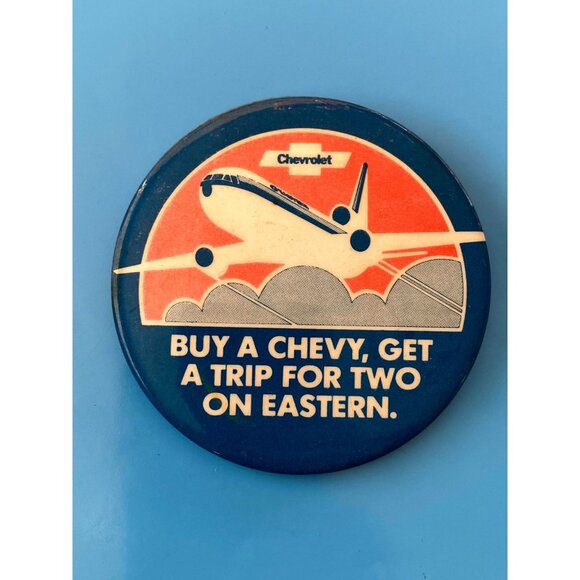 Chevrolet
BUY A CHEVY, GET
A TRIP FOR TWO
ON EASTERN.